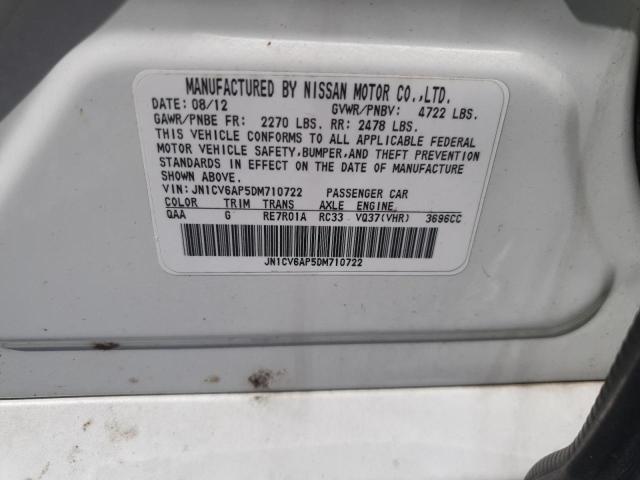 MANUFACTURED BY NISSAN MOTOR CO.,LTD.
DATE: 08/12 GVWR/PNBV: 4722 LBS.
GAWR/PNBE FR: 2270 LBS. RR: 2478 LBS.
THIS VEHICLE CONFORMS TO ALL APPLICABLE FEDERAL
MOTOR VEHICLE SAFETY,BUMPER,AND THEFT PREVENTION
STANDARDS IN EFFECT ON THE DATE OF MANUFACTURE
SHOWN ABOVE.
VIN: JN1CV6AP5DM710722 PASSENGER CAR
COLOR TRIM TRANS AXLE ENGINE
QAA G RE7R01A RC33 VQ37(VHR) 3696CC
JN1CV6AP5DM710722